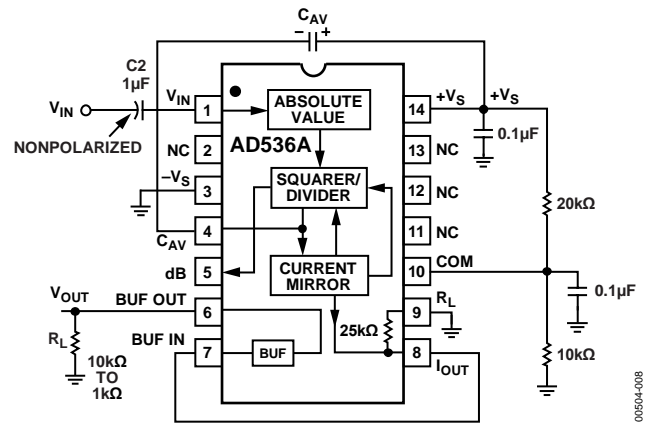 C_AV
– +
C2
1µF
V_IN
V_IN
NONPOLARIZED
1
ABSOLUTE
VALUE
14
+V_S
+V_S
0.1µF
NC
2
AD536A
13
NC
–V_S
3
SQUARER/
DIVIDER
12
NC
20kΩ
4
C_AV
11
NC
dB
5
CURRENT
MIRROR
10
COM
0.1µF
V_OUT
BUF OUT
6
25kΩ
9
R_L
R_L
10kΩ
TO
1kΩ
BUF IN
7
BUF
8
I_OUT
10kΩ
00504-008